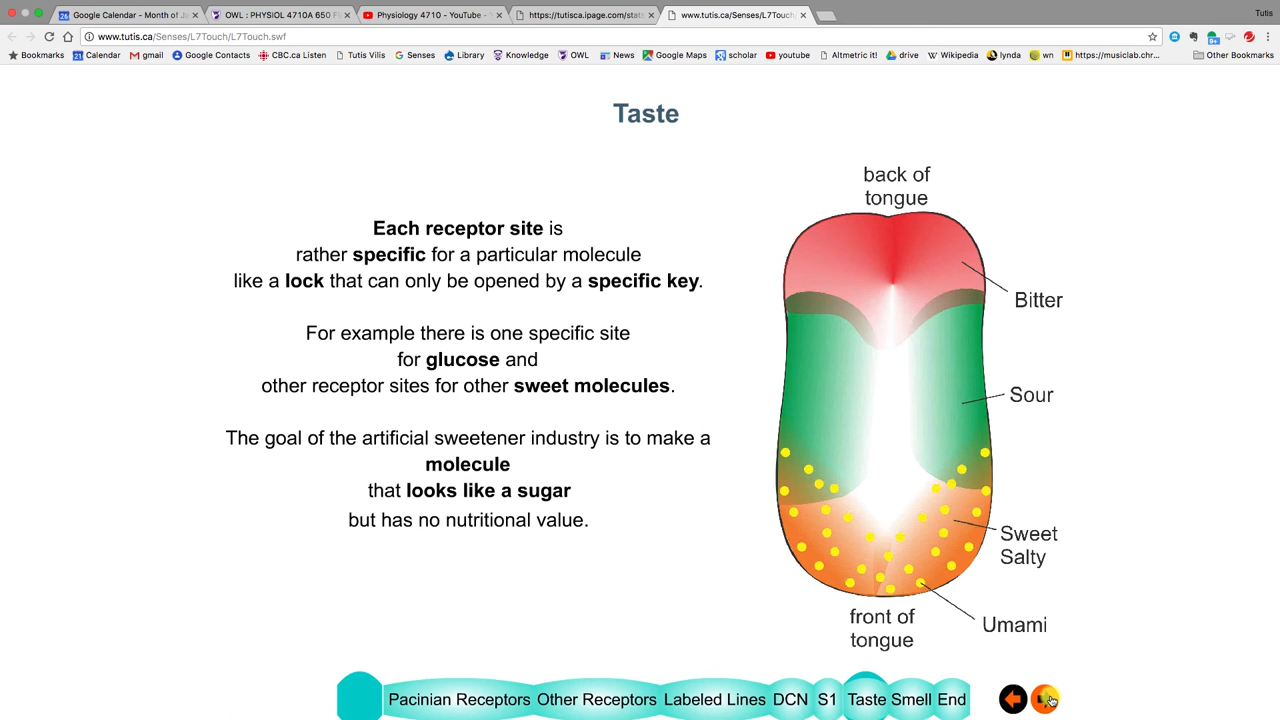 Google Calendar - Month of Ja
OWL : PHYSIOL 4710A 650 F
Physiology 4710 - YouTube -
https://tutisca.ipage.com/stats
www.tutis.ca/Senses/L7Touch/
Tutis
www.tutis.ca/Senses/L7Touch/L7Touch.swf
Bookmarks Calendar gmail Google Contacts CBC.ca Listen Tutis Vilis Senses Library Knowledge OWL News Google Maps scholar youtube Altmetric it! drive Wikipedia lynda wn https://musiclab.chr... Other Bookmarks
Taste
Each receptor site is
rather specific for a particular molecule
like a lock that can only be opened by a specific key.
For example there is one specific site
for glucose and
other receptor sites for other sweet molecules.
The goal of the artificial sweetener industry is to make a
molecule
that looks like a sugar
but has no nutritional value.
back of
tongue
Bitter
Sour
Sweet
Salty
Umami
front of
tongue
Pacinian Receptors Other Receptors Labeled Lines DCN S1 Taste Smell End